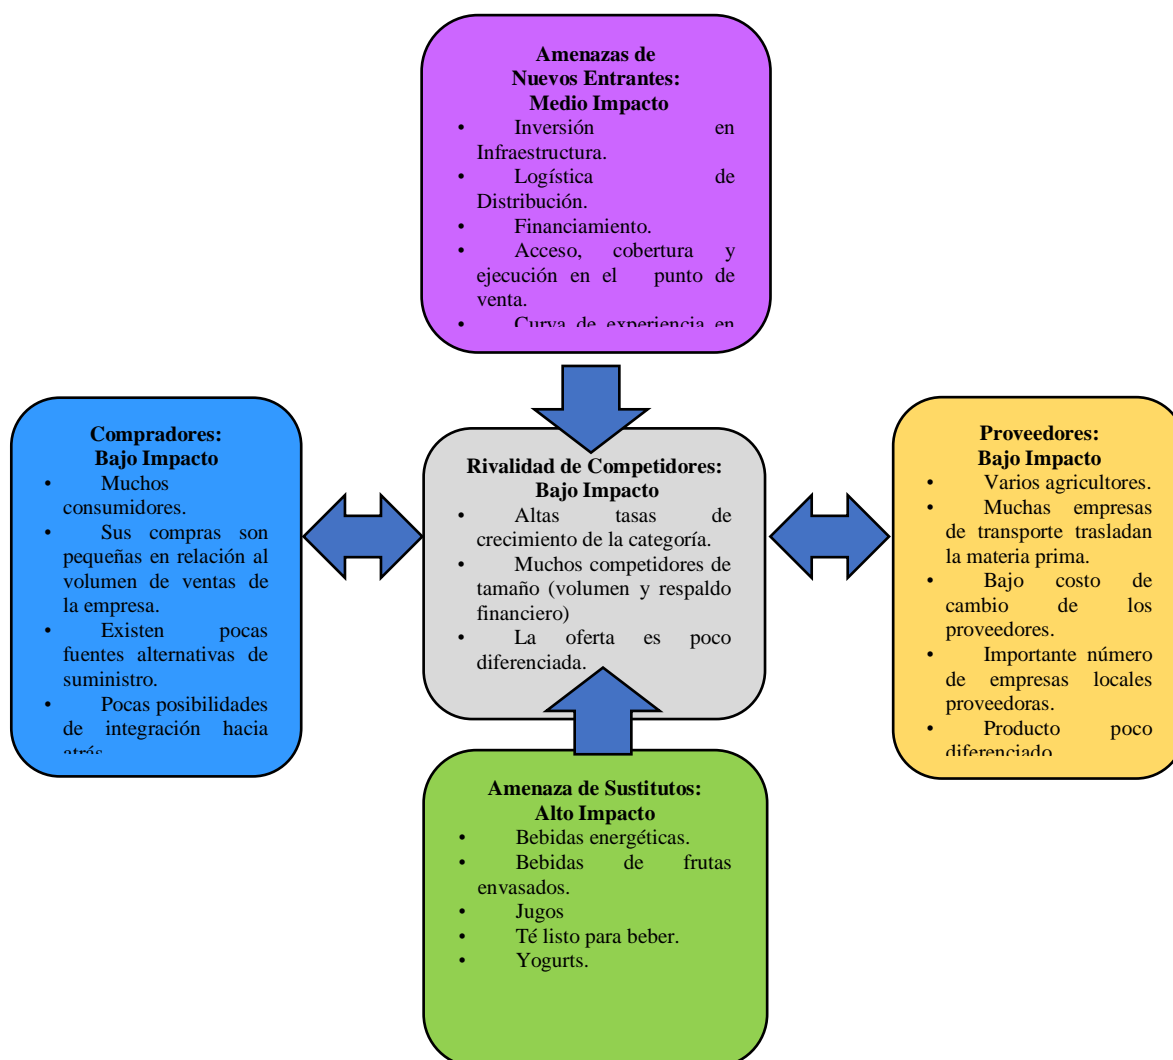 Amenazas de
Nuevos Entrantes:
Medio Impacto
• Inversión en
Infraestructura.
• Logística de
Distribución.
• Financiamiento.
• Acceso, cobertura y
ejecución en el punto de
venta.
• Curva de experiencia en
Compradores:
Bajo Impacto
• Muchos
consumidores.
• Sus compras son
pequeñas en relación al
volumen de ventas de
la empresa.
• Existen pocas
fuentes alternativas de
suministro.
• Pocas posibilidades
de integración hacia
atrás
Rivalidad de Competidores:
Bajo Impacto
• Altas tasas de
crecimiento de la categoría.
• Muchos competidores de
tamaño (volumen y respaldo
financiero)
• La oferta es poco
diferenciada.
Proveedores:
Bajo Impacto
• Varios agricultores.
• Muchas empresas
de transporte trasladan
la materia prima.
• Bajo costo de
cambio de los
proveedores.
• Importante número
de empresas locales
proveedoras.
• Producto poco
diferenciado
Amenaza de Sustitutos:
Alto Impacto
• Bebidas energéticas.
• Bebidas de frutas
envasados.
• Jugos
• Té listo para beber.
• Yogurts.